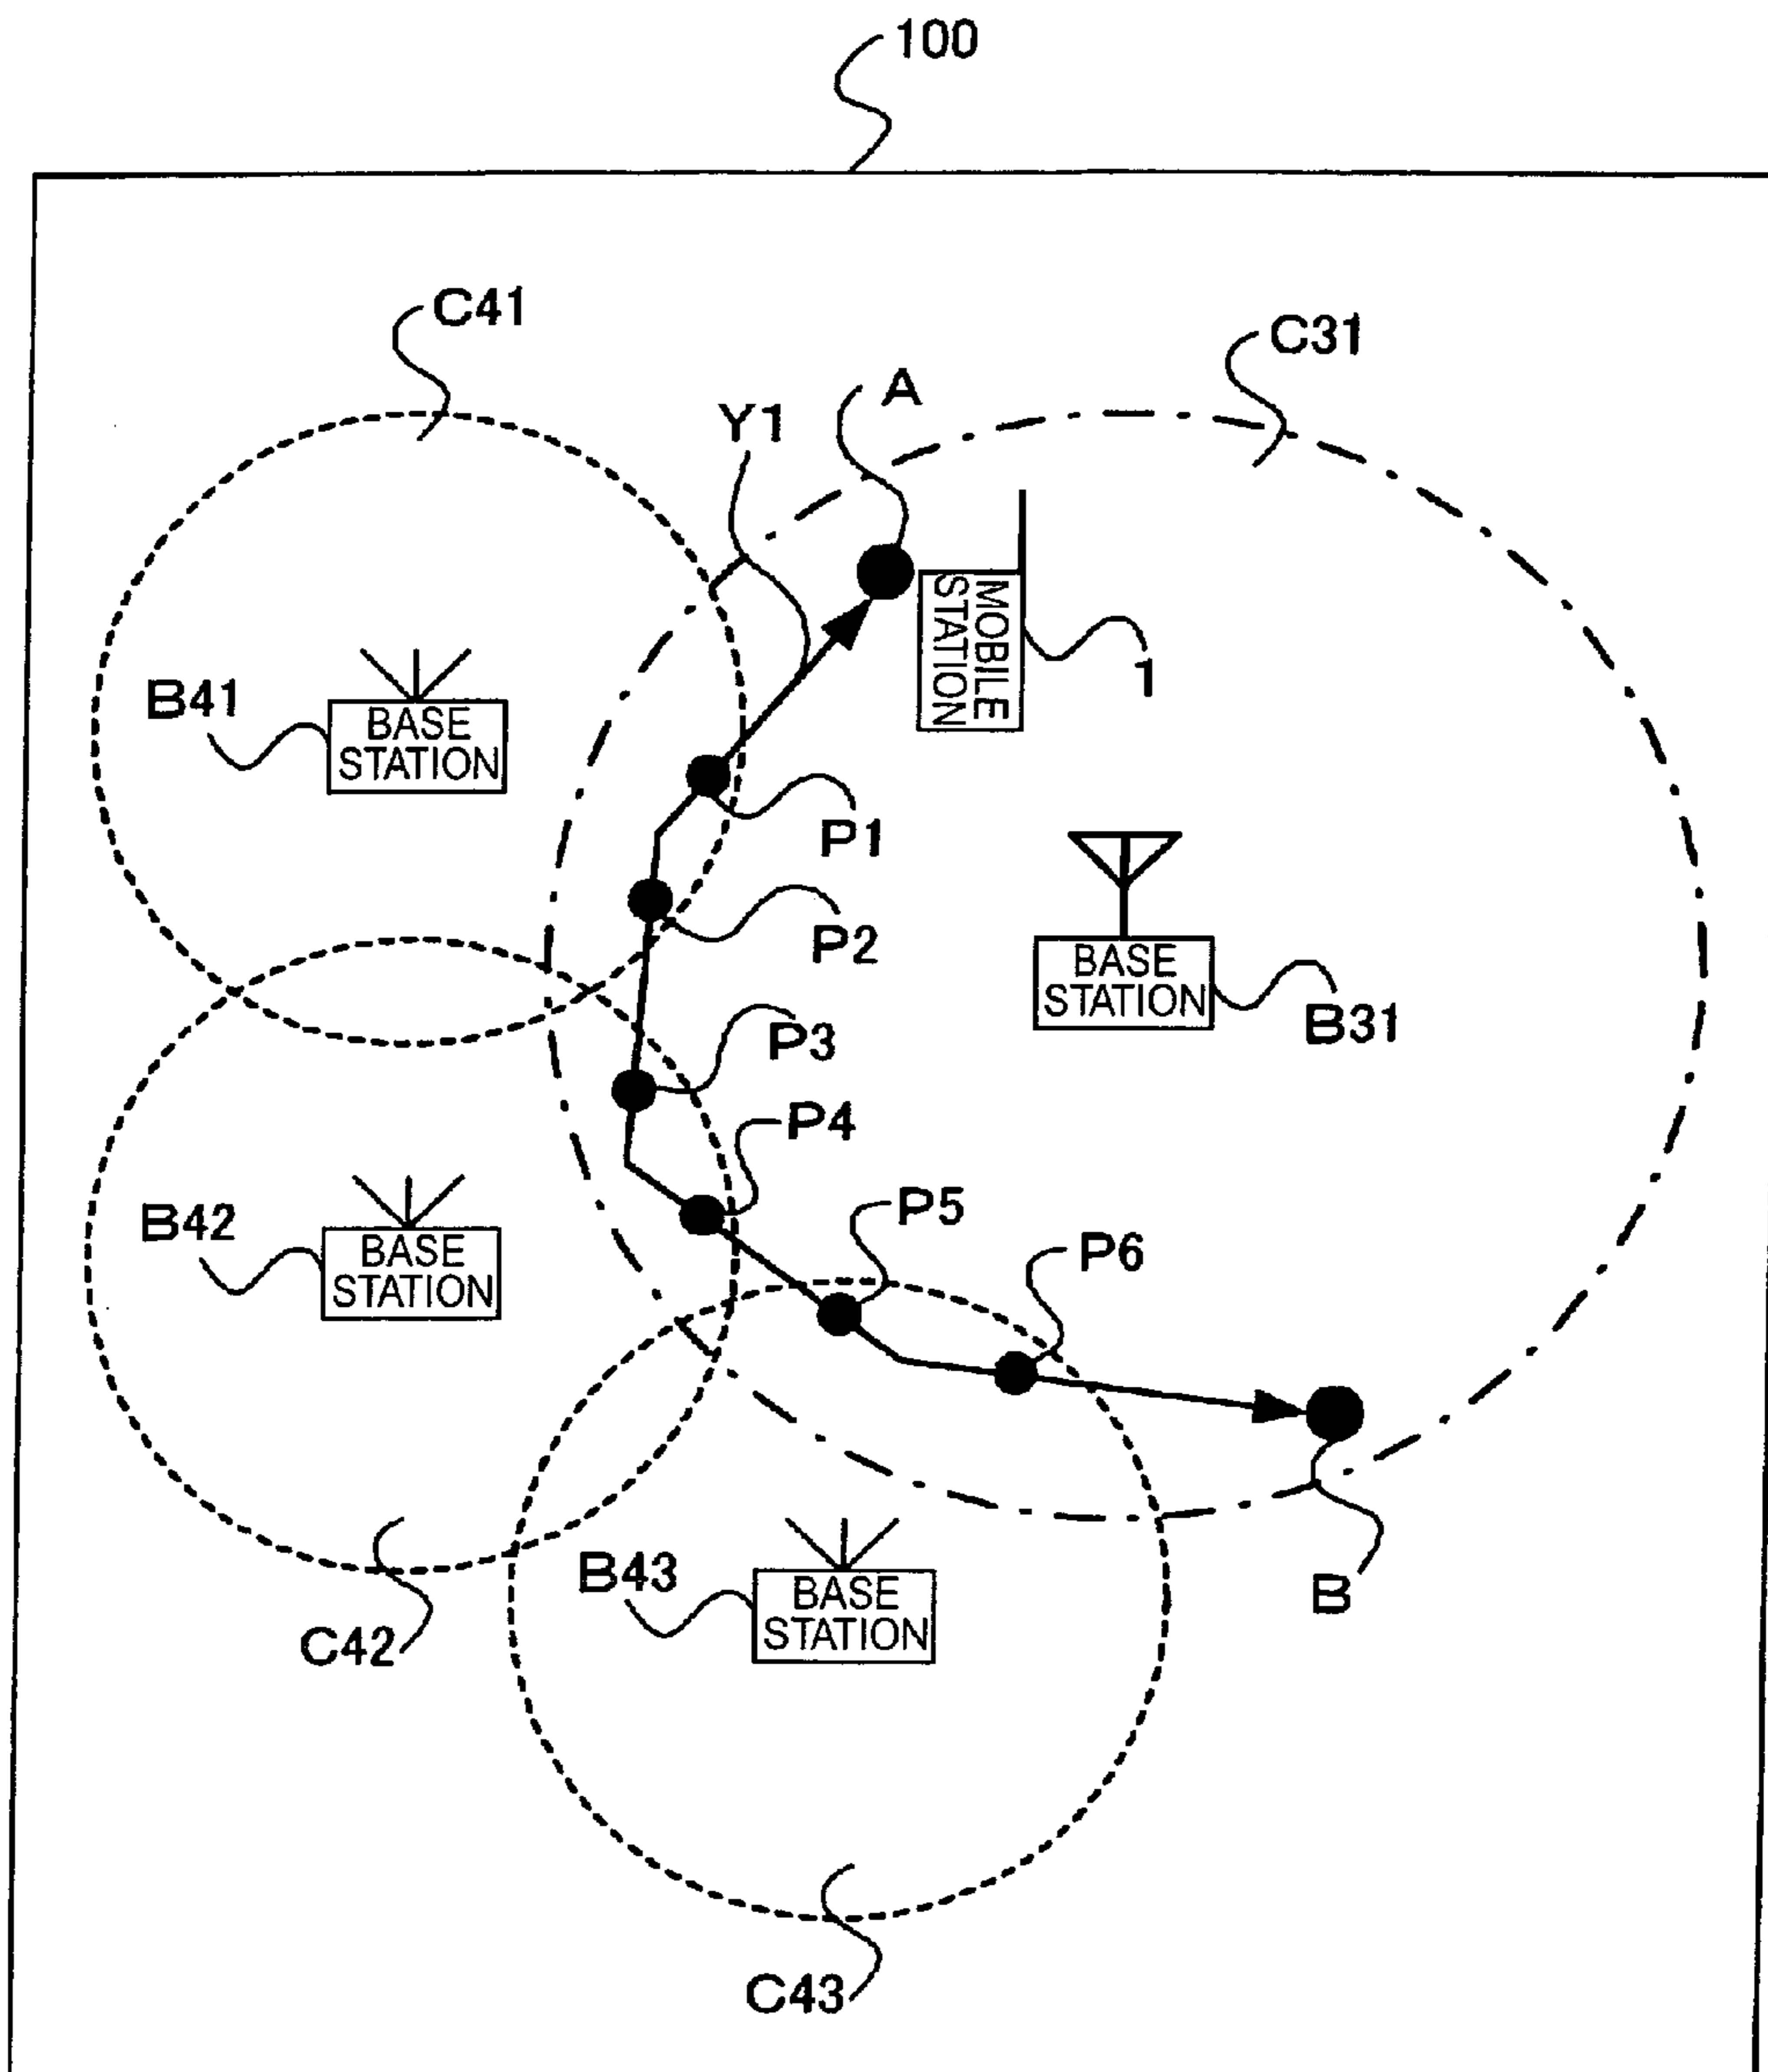 100
C41
C31
A
Y1
MOBILE
STATION
1
B41
BASE
STATION
P1
P2
BASE
STATION
B31
P3
P4
P5
P6
B42
BASE
STATION
B43
BASE
STATION
B
C42
C43